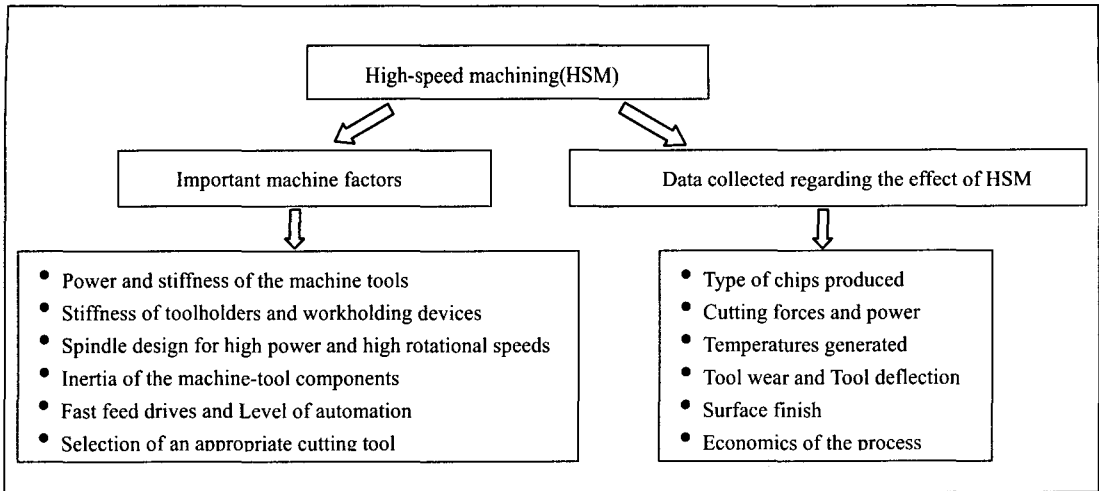 High-speed machining(HSM)
Important machine factors
Data collected regarding the effect of HSM
• Power and stiffness of the machine tools
• Stiffness of toolholders and workholding devices
• Spindle design for high power and high rotational speeds
• Inertia of the machine-tool components
• Fast feed drives and Level of automation
• Selection of an appropriate cutting tool
• Type of chips produced
• Cutting forces and power
• Temperatures generated
• Tool wear and Tool deflection
• Surface finish
• Economics of the process